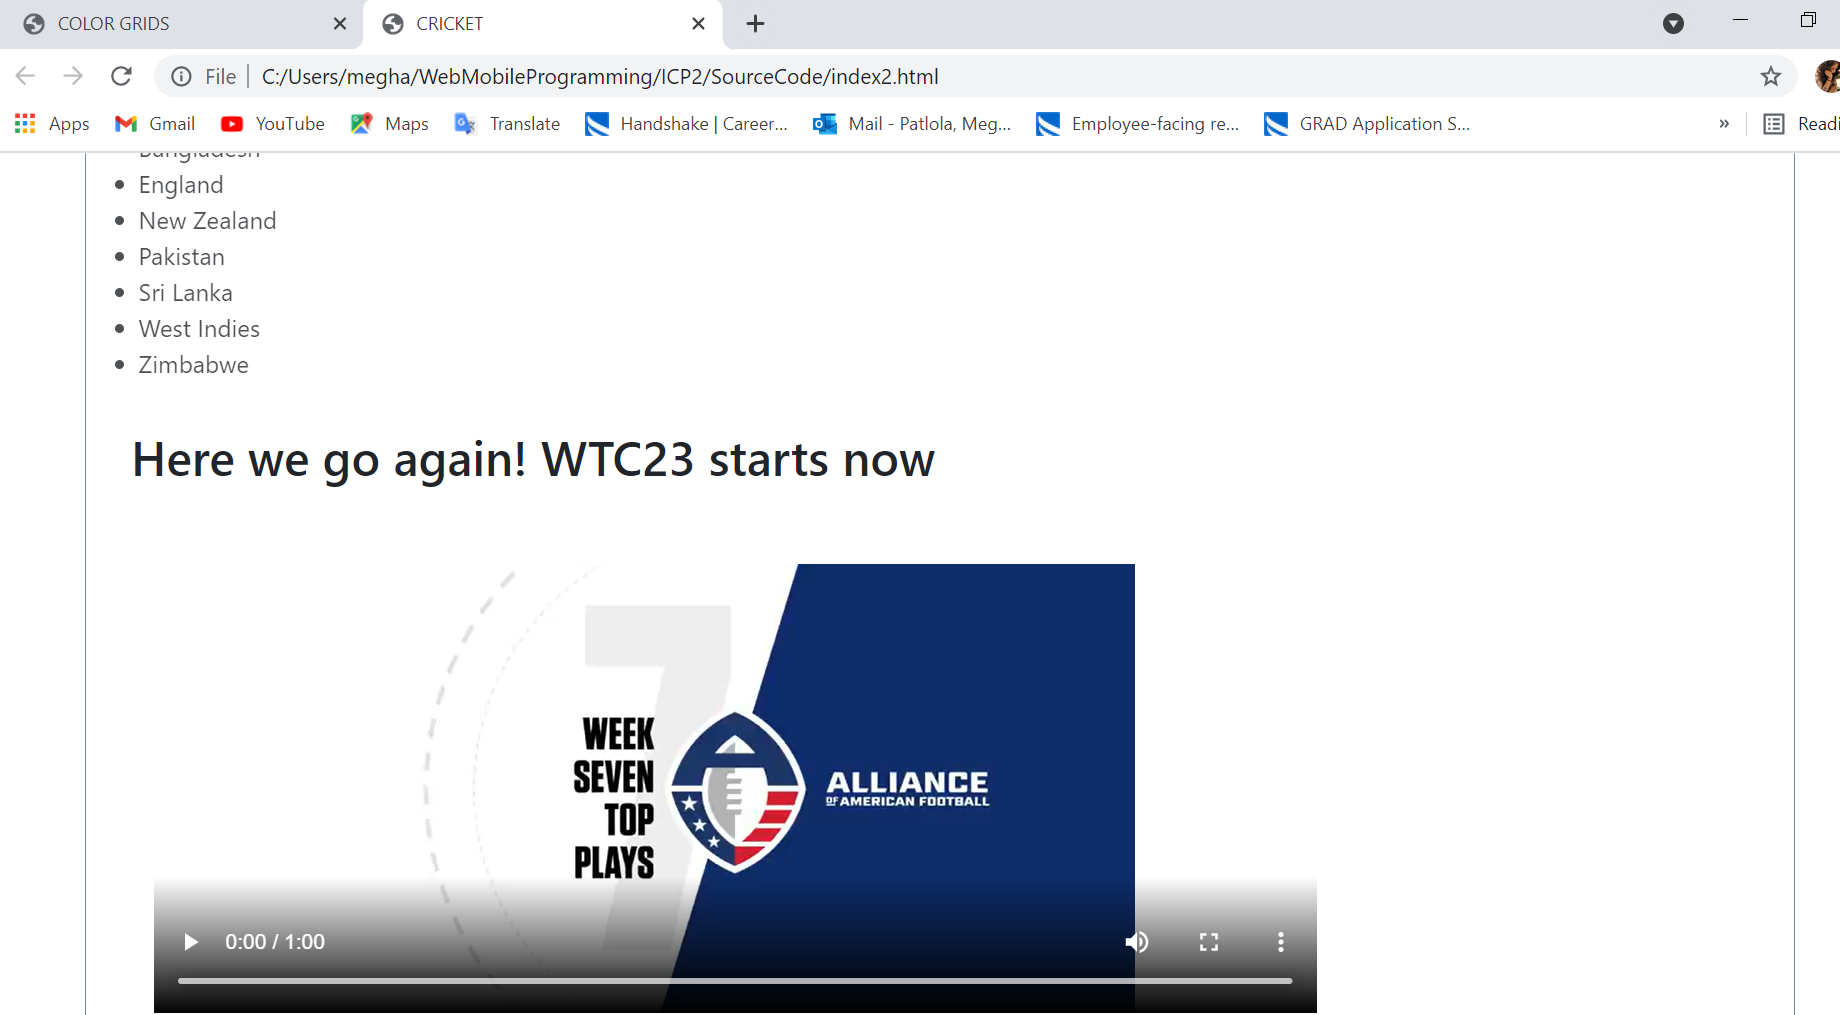 COLOR GRIDS
CRICKET
File
C:/Users/megha/WebMobileProgramming/ICP2/SourceCode/index2.html
Apps
Gmail
YouTube
Maps
Translate
Handshake | Career...
Mail - Patlola, Meg...
Employee-facing re...
GRAD Application S...
»
Readi
Bangladesh
England
New Zealand
Pakistan
Sri Lanka
West Indies
Zimbabwe
Here we go again! WTC23 starts now
7
WEEK
SEVEN
TOP
PLAYS
ALLIANCE
OF AMERICAN FOOTBALL
0:00 / 1:00